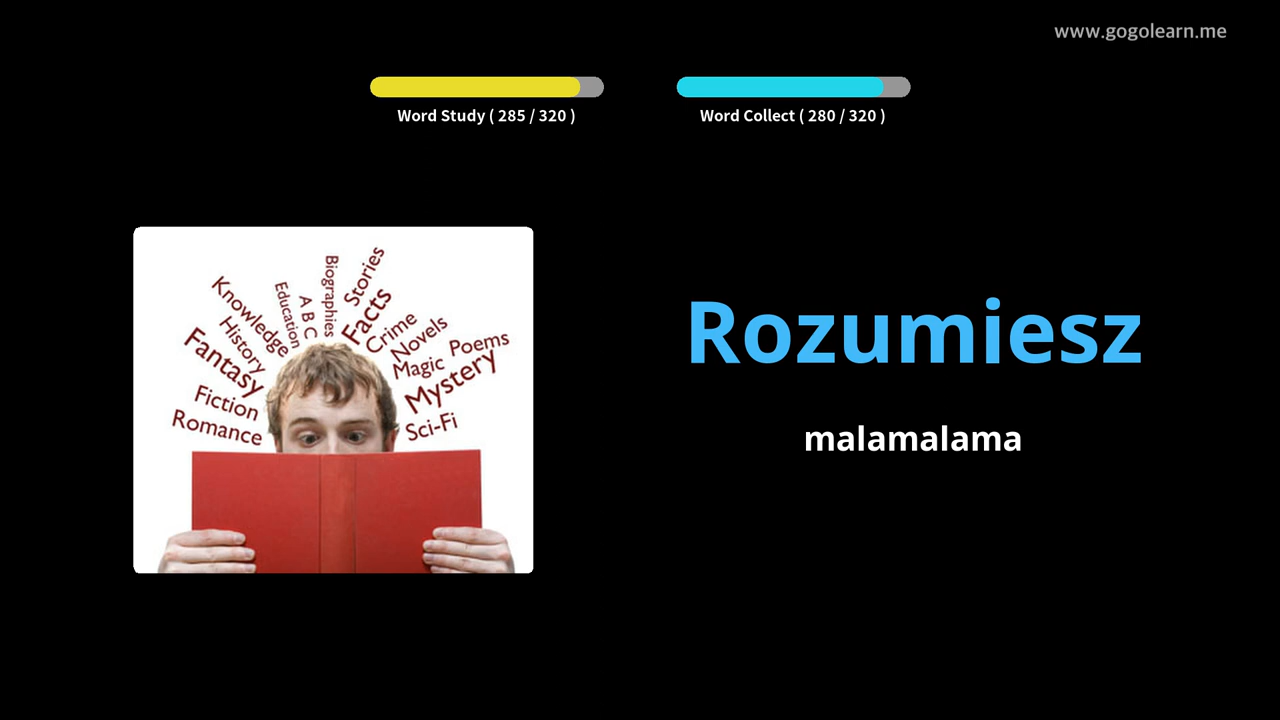 www.gogolearn.me
Word Study ( 285 / 320 )
Word Collect ( 280 / 320 )
Rozumiesz
malamalama
Biographies
Stories
Education
A B C
Facts
Knowledge
Crime
History
Novels
Poems
Fantasy
Magic
Mystery
Fiction
Romance
Sci-Fi